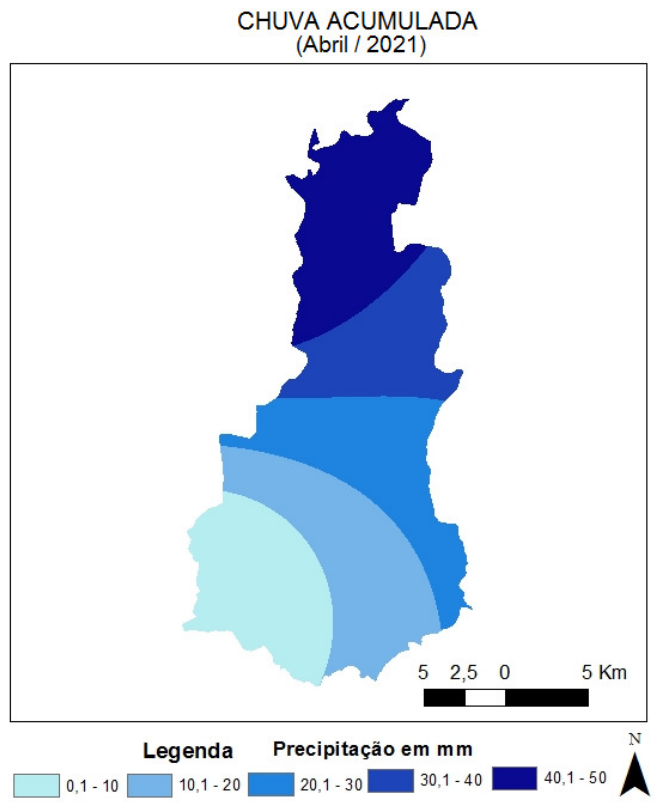 CHUVA ACUMULADA
(Abril / 2021)
5 2,5 0 5 Km
Legenda Precipitação em mm
N
0,1 - 10 10,1 - 20 20,1 - 30 30,1 - 40 40,1 - 50